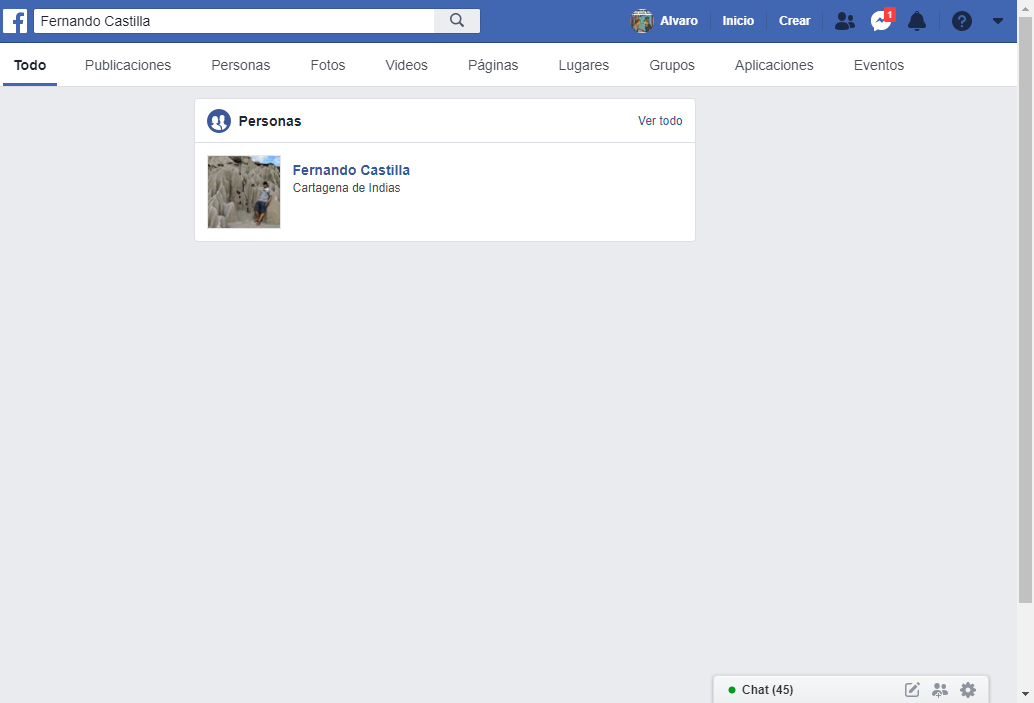 Fernando Castilla
Alvaro Inicio Crear 1
Todo Publicaciones Personas Fotos Videos Páginas Lugares Grupos Aplicaciones Eventos
Personas Ver todo
Fernando Castilla
Cartagena de Indias
Chat (45)